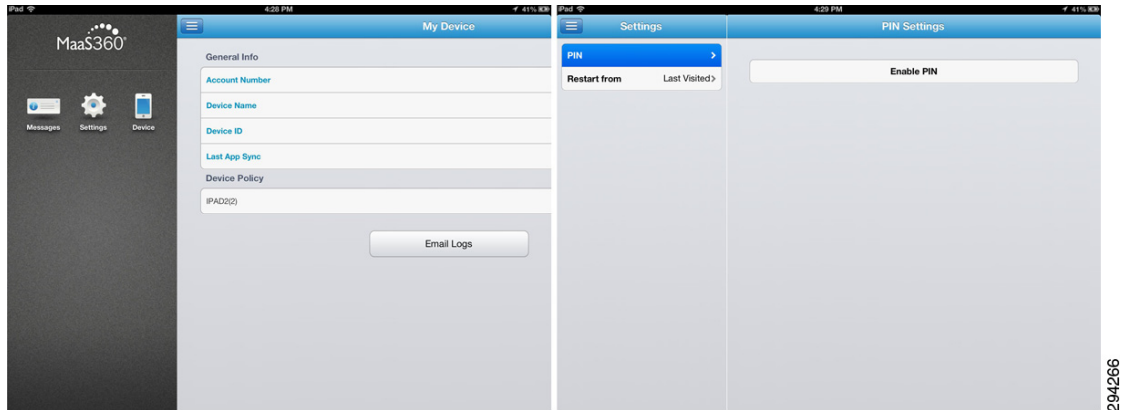 iPad 4:28 PM 41%
MaaS360°
My Device
General Info
Account Number
Device Name
Device ID
Last App Sync
Device Policy
IPAD2(2)
Email Logs
Messages Settings Device
iPad 4:29 PM 41%
Settings
PIN Settings
PIN
Restart from Last Visited
Enable PIN
294266